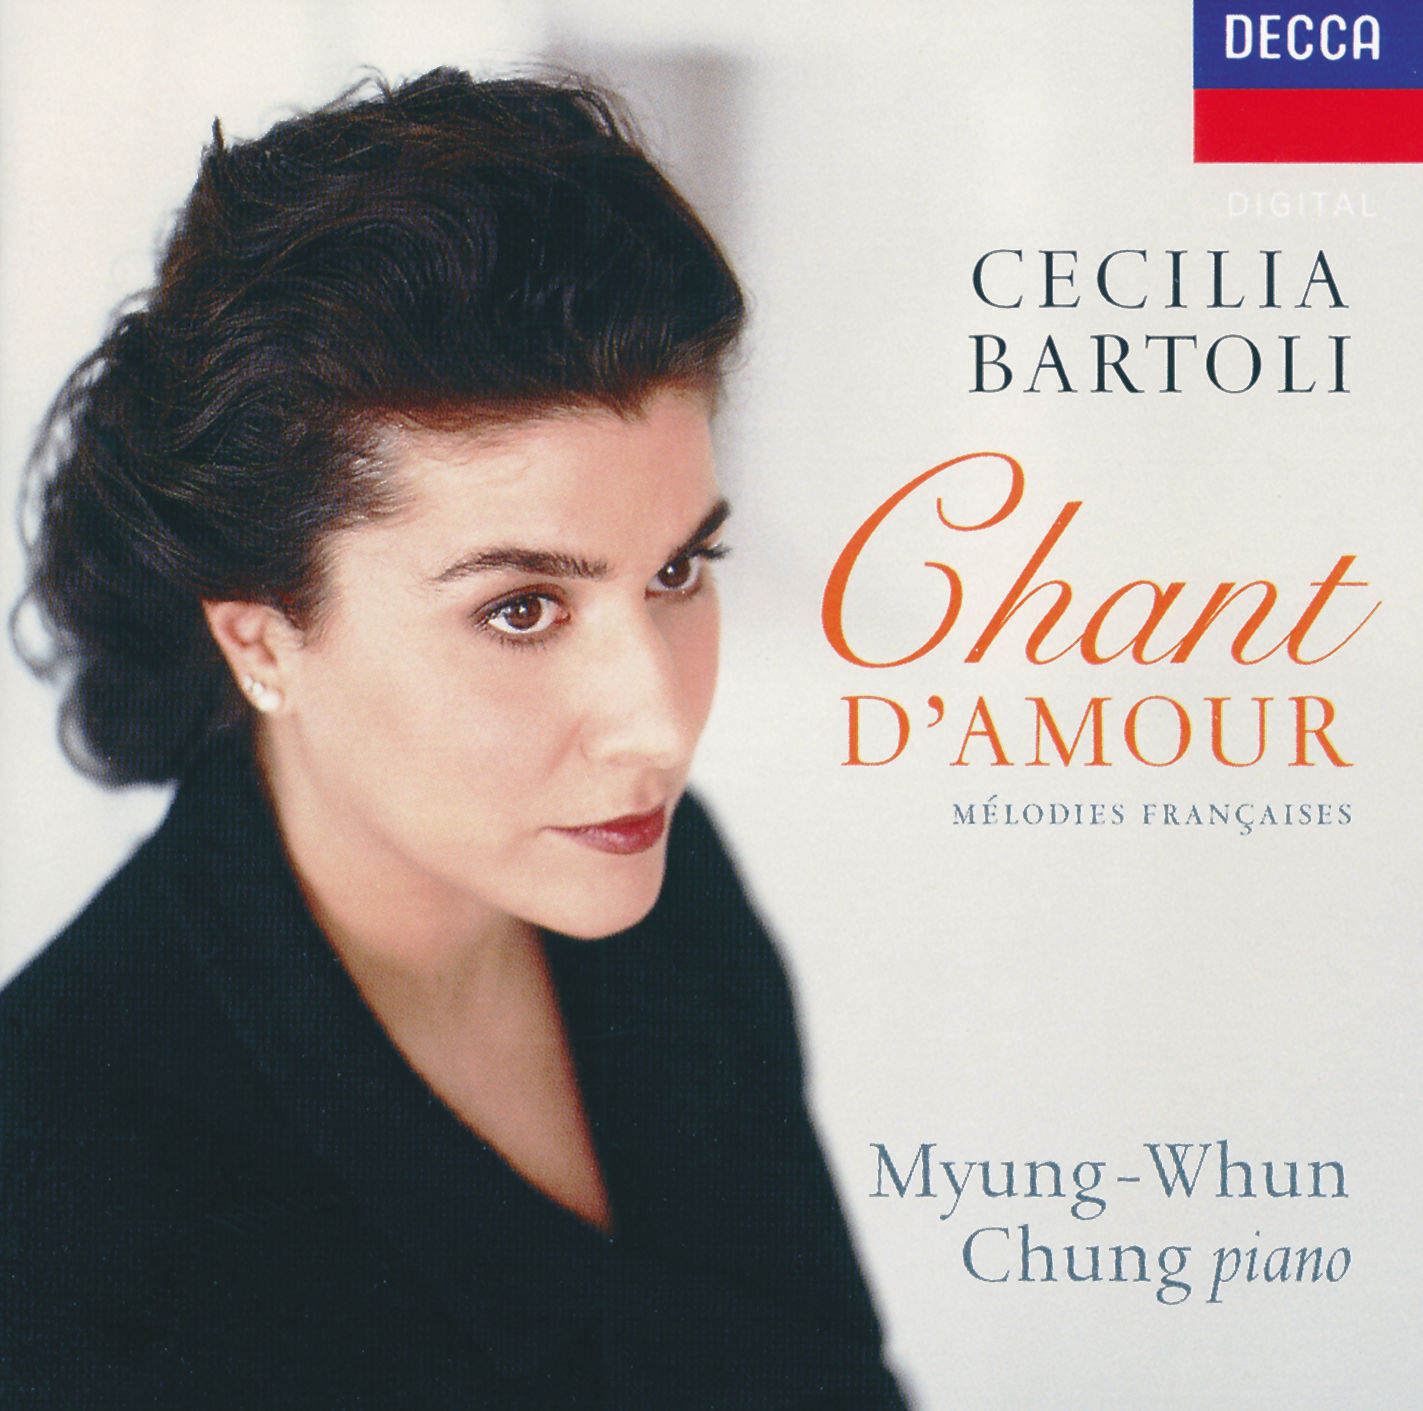 DECCA
DIGITAL
CECILIA
BARTOLI
Chant
D'AMOUR
MÉLODIES FRANÇAISES
Myung-Whun
Chung piano